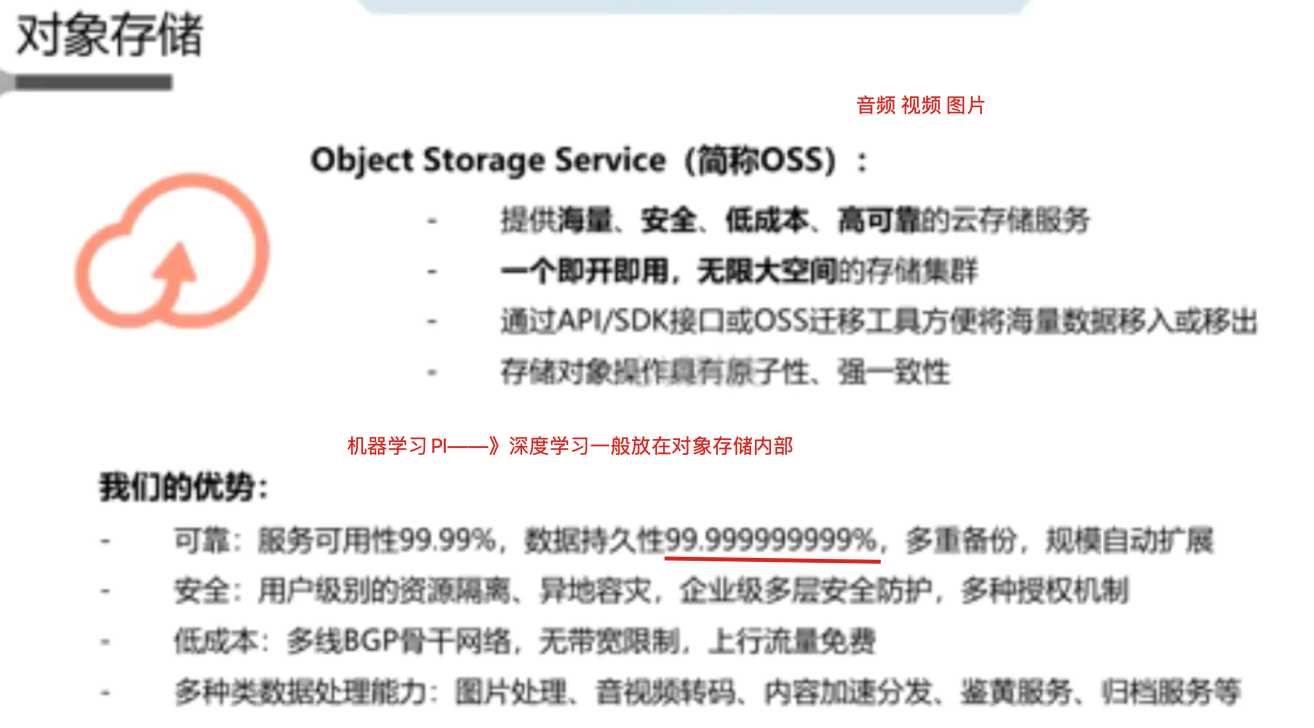 对象存储
音频 视频 图片
Object Storage Service（简称OSS）：
- 提供海量、安全、低成本、高可靠的云存储服务
- 一个即开即用，无限大空间的存储集群
- 通过API/SDK接口或OSS迁移工具方便将海量数据移入或移出
- 存储对象操作具有原子性、强一致性
机器学习PI——》深度学习一般放在对象存储内部
我们的优势：
- 可靠：服务可用性99.99%，数据持久性99.999999999%，多重备份，规模自动扩展
- 安全：用户级别的资源隔离、异地容灾，企业级多层安全防护，多种授权机制
- 低成本：多线BGP骨干网络，无带宽限制，上行流量免费
- 多种类数据处理能力：图片处理、音视频转码、内容加速分发、鉴黄服务、归档服务等